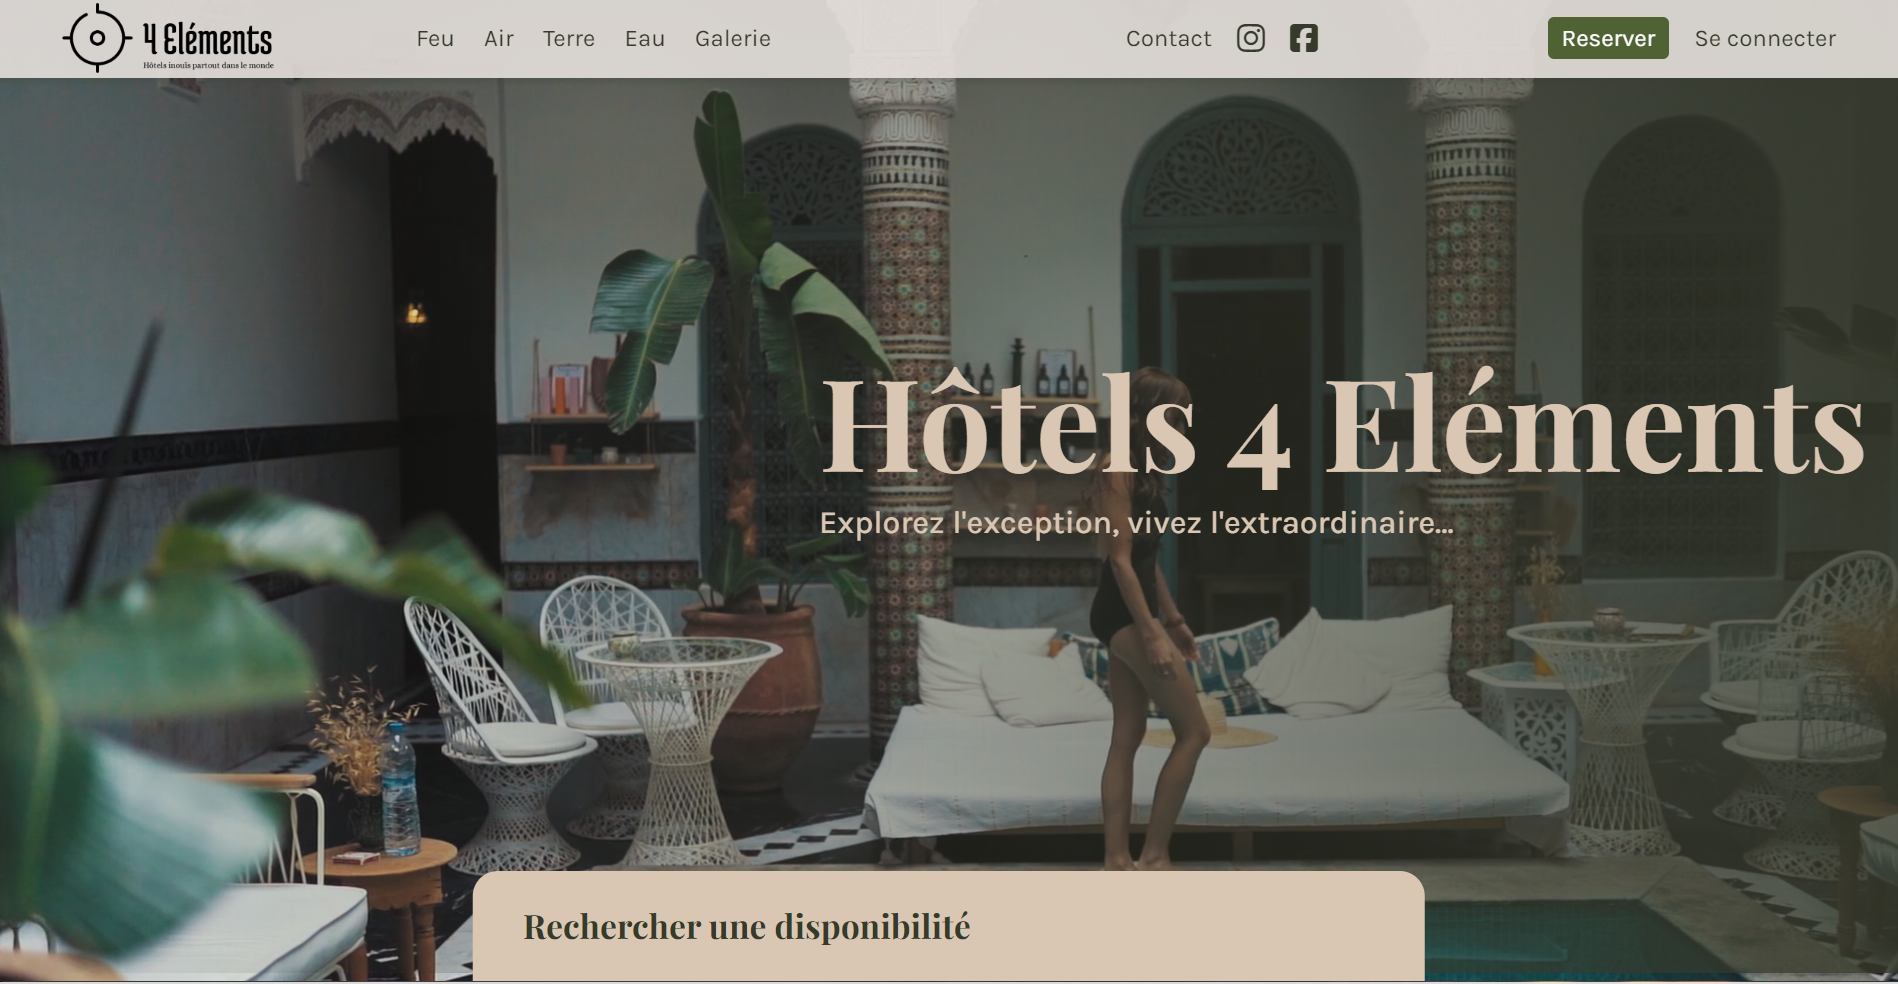 4 Eléments
Hôtels inouïs partout dans le monde
Feu Air Terre Eau Galerie
Contact
Reserver Se connecter
Hôtels 4 Eléments
Explorez l'exception, vivez l'extraordinaire...
Rechercher une disponibilité